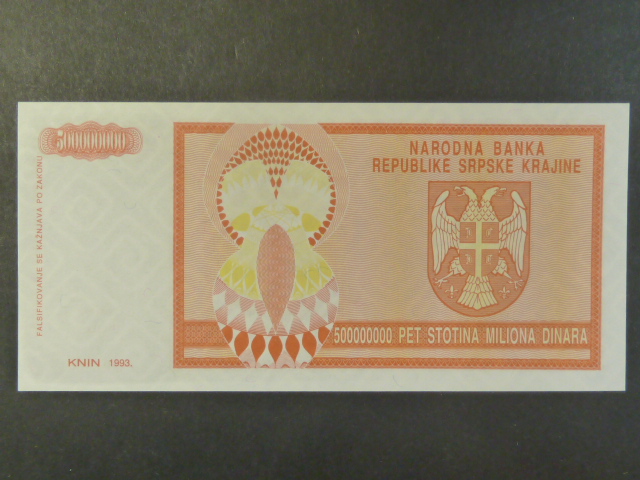 500000000
NARODNA BANKA
REPUBLIKE SRPSKE KRAJINE
FALSIFIKOVANJE SE KAŽNJAVA PO ZAKONU
500000000 PET STOTINA MILIONA DINARA
KNIN 1993.